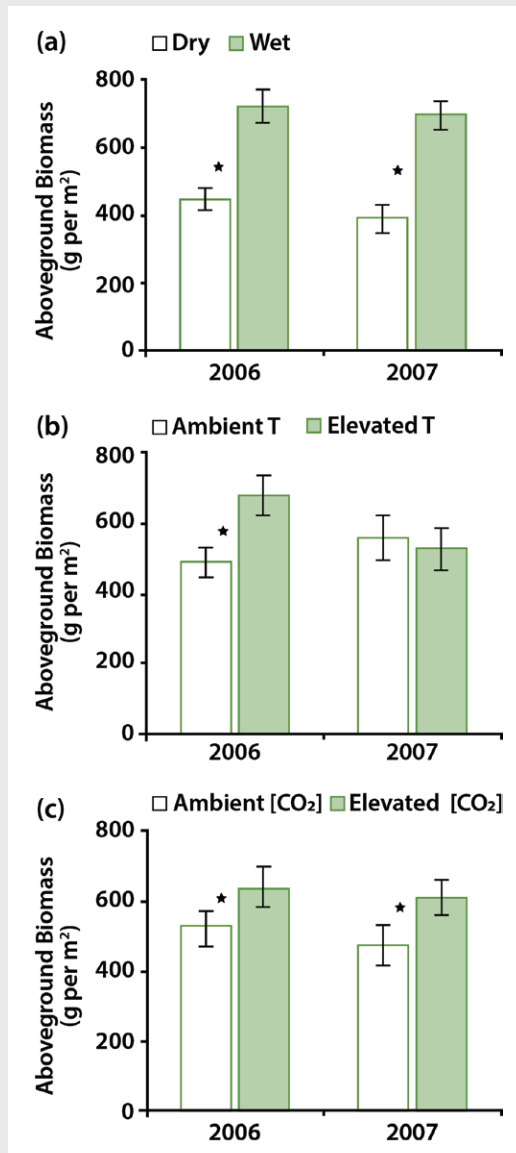 (a) Dry Wet
Aboveground Biomass
(g per m²)
800
600
400
200
0
2006 2007
(b) Ambient T Elevated T
Aboveground Biomass
(g per m²)
800
600
400
200
0
2006 2007
(c) Ambient [CO₂] Elevated [CO₂]
Aboveground Biomass
(g per m²)
800
600
400
200
0
2006 2007